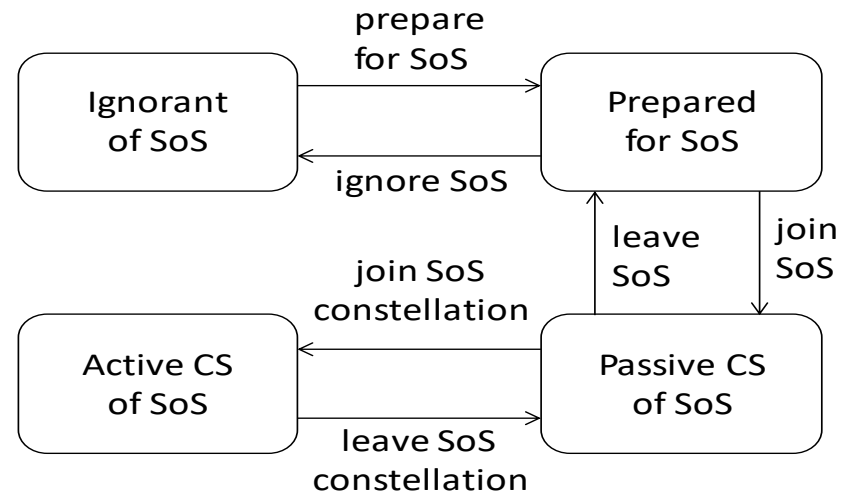 prepare
for SoS
Ignorant
of SoS
Prepared
for SoS
ignore SoS
leave
SoS
join
SoS
join SoS
constellation
Active CS
of SoS
Passive CS
of SoS
leave SoS
constellation